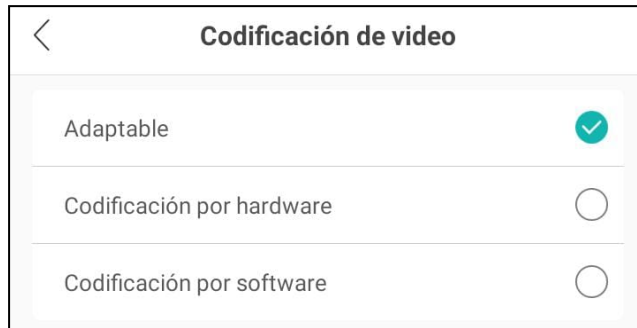 Codificación de video
Adaptable
Codificación por hardware
Codificación por software